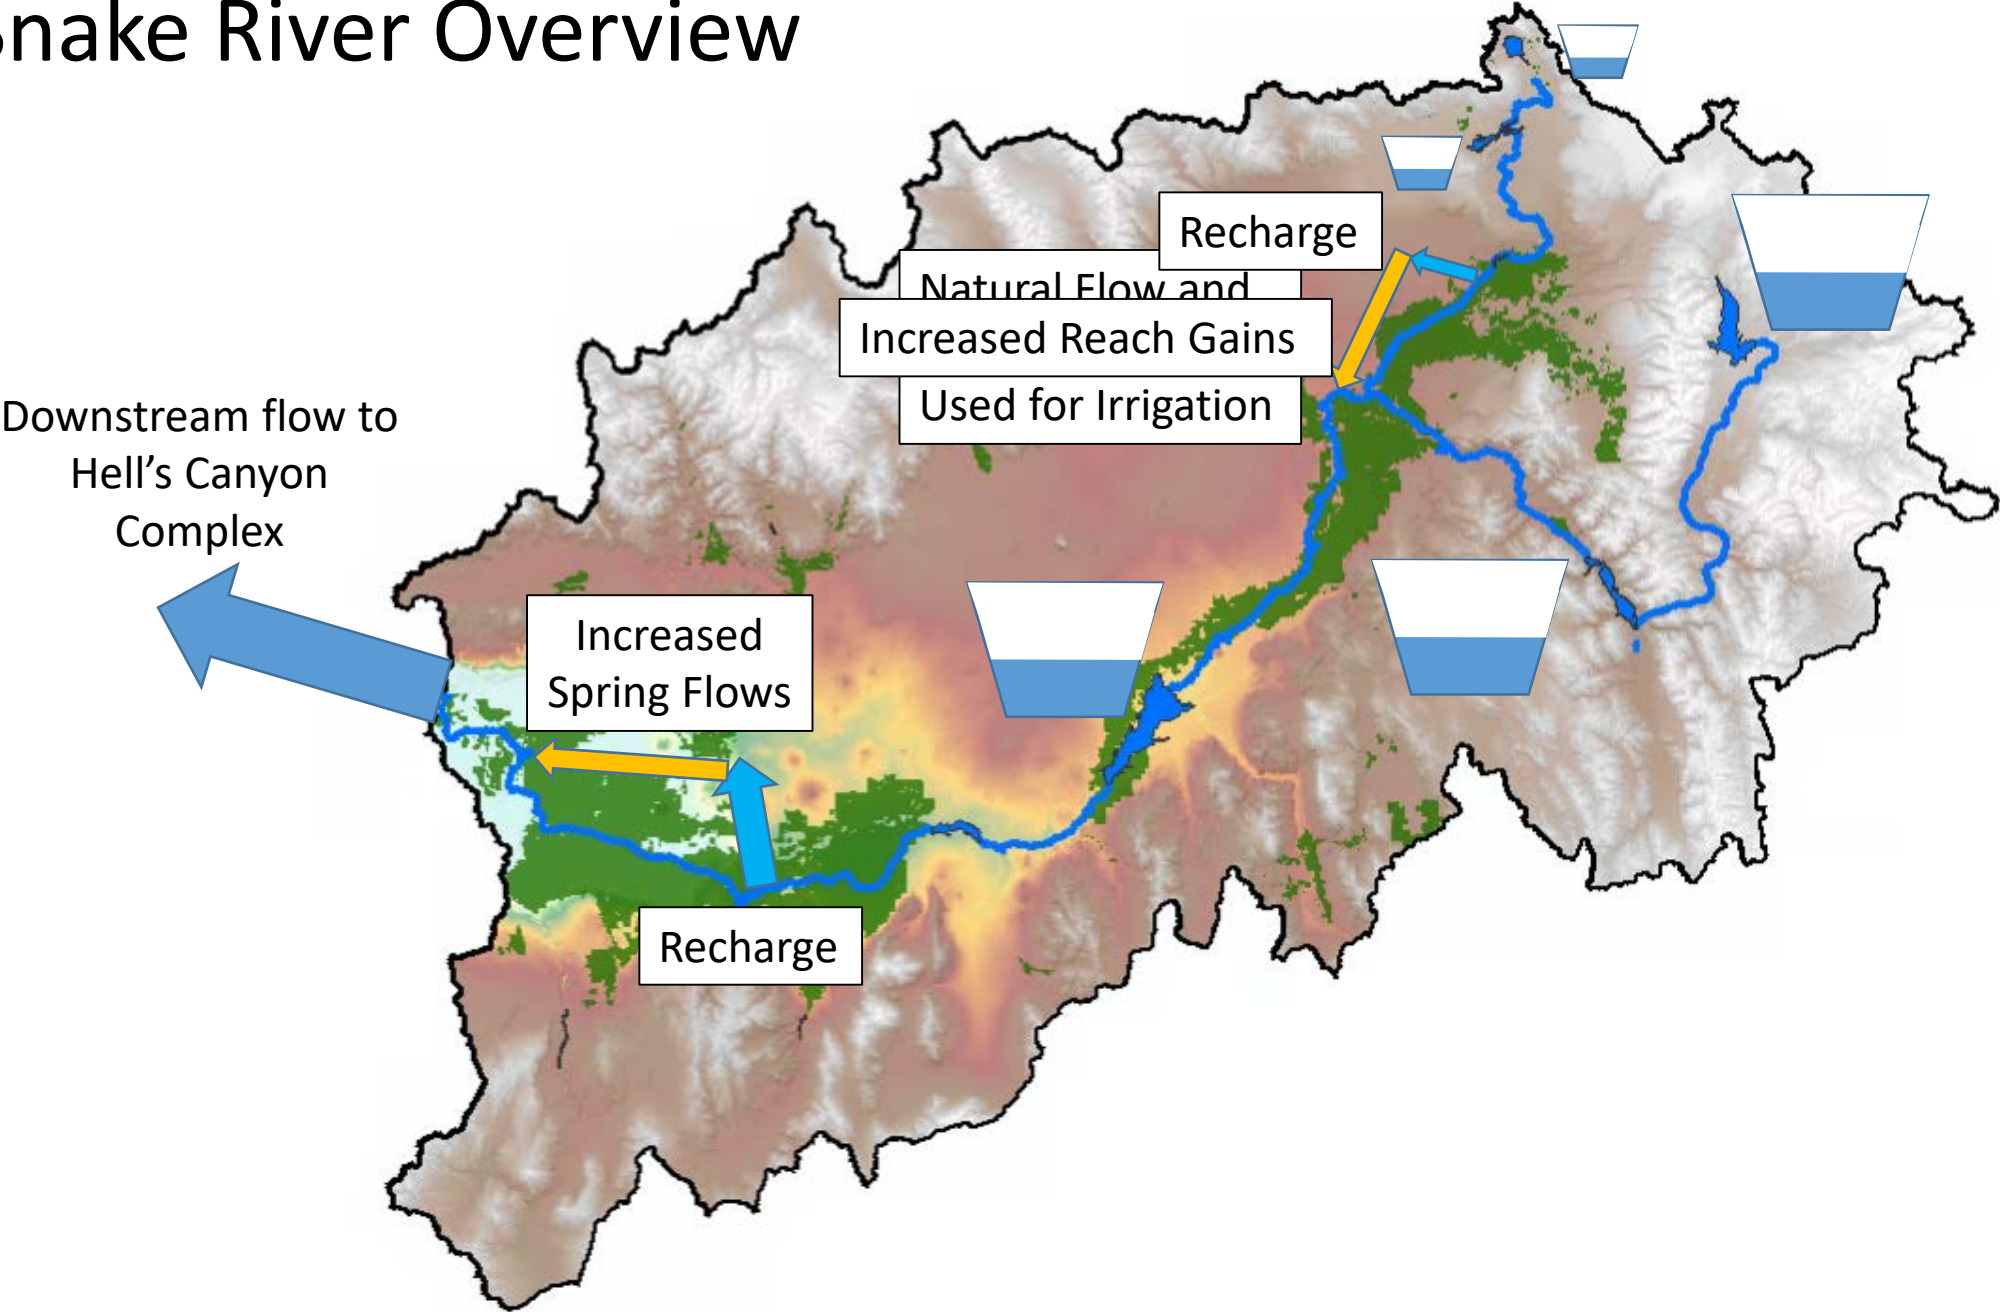 Snake River Overview
Recharge
Natural Flow and
Increased Reach Gains
Used for Irrigation
Downstream flow to
Hell's Canyon
Complex
Increased
Spring Flows
Recharge